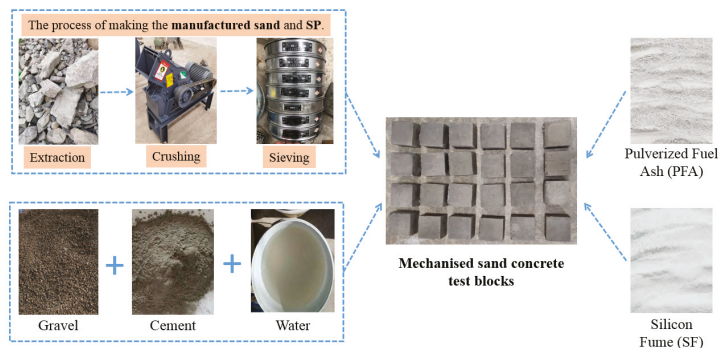 The process of making the manufactured sand and SP.
Extraction
Crushing
Sieving
Gravel
Cement
Water
Mechanised sand concrete
test blocks
Pulverized Fuel
Ash (PFA)
Silicon
Fume (SF)